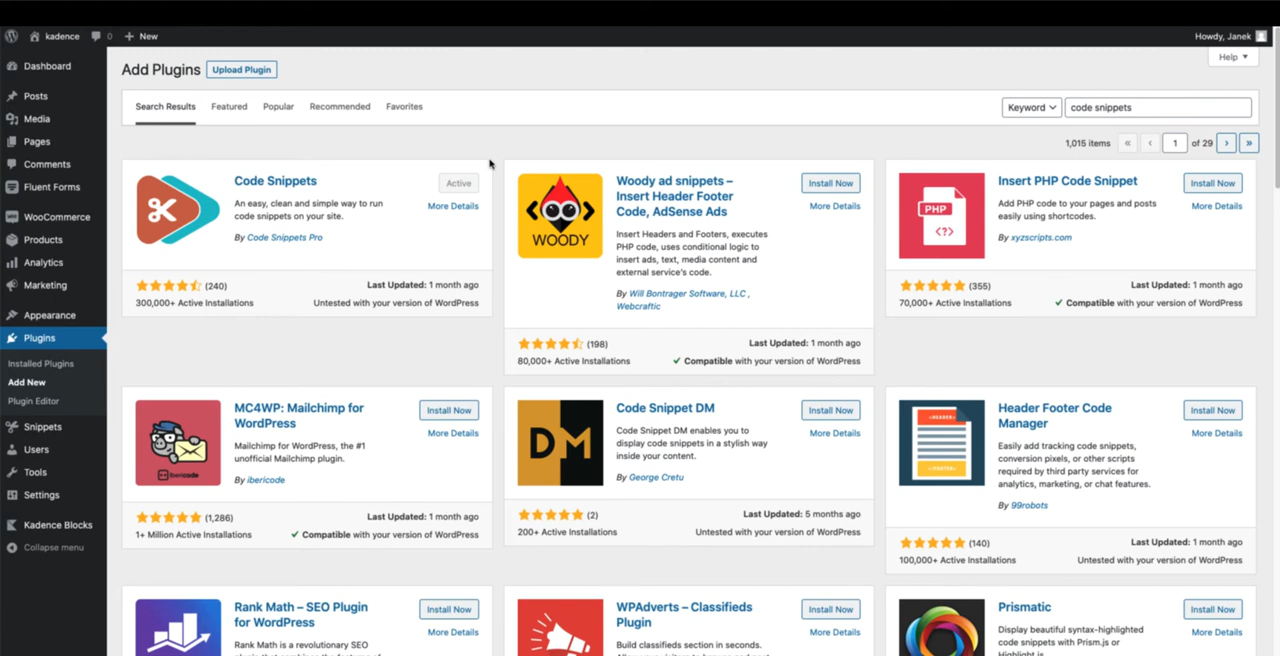 kadence 0 New Howdy, Janek
Help
Dashboard
Posts
Media
Pages
Comments
Fluent Forms
WooCommerce
Products
Analytics
Marketing
Appearance
Plugins
Installed Plugins
Add New
Plugin Editor
Snippets
Users
Tools
Settings
Kadence Blocks
Collapse menu
Add Plugins Upload Plugin
Search Results Featured Popular Recommended Favorites Keyword code snippets
1,015 items « ‹ 1 of 29 › »
Code Snippets
Active
More Details
An easy, clean and simple way to run
code snippets on your site.
By Code Snippets Pro
(240) Last Updated: 1 month ago
300,000+ Active Installations Untested with your version of WordPress
WOODY
Woody ad snippets –
Insert Header Footer
Code, AdSense Ads
Install Now
More Details
Insert Headers and Footers, executes
PHP code, uses conditional logic to
insert ads, text, media content and
external service's code.
By Will Bontrager Software, LLC ,
Webcraftic
(198) Last Updated: 1 month ago
80,000+ Active Installations ✓ Compatible with your version of WordPress
PHP
<?>
Insert PHP Code Snippet
Install Now
More Details
Add PHP code to your pages and posts
easily using shortcodes.
By xyzscripts.com
(355) Last Updated: 1 month ago
70,000+ Active Installations ✓ Compatible with your version of WordPress
ibericode
MC4WP: Mailchimp for
WordPress
Install Now
More Details
Mailchimp for WordPress, the #1
unofficial Mailchimp plugin.
By ibericode
(1,286) Last Updated: 1 month ago
1+ Million Active Installations ✓ Compatible with your version of WordPress
DM
Code Snippet DM
Install Now
More Details
Code Snippet DM enables you to
display code snippets in a stylish way
inside your content.
By George Cretu
(2) Last Updated: 5 months ago
200+ Active Installations Untested with your version of WordPress
<HEADER>
<FOOTER>
Header Footer Code
Manager
Install Now
More Details
Easily add tracking code snippets,
conversion pixels, or other scripts
required by third party services for
analytics, marketing, or chat features.
By 99robots
(140) Last Updated: 1 month ago
100,000+ Active Installations Untested with your version of WordPress
Rank Math – SEO Plugin
for WordPress
Install Now
More Details
Rank Math is a revolutionary SEO
WPAdverts – Classifieds
Plugin
Install Now
More Details
Build classifieds section in seconds.
Prismatic
Install Now
More Details
Display beautiful syntax-highlighted
code snippets with Prism.js or
Highlight.js